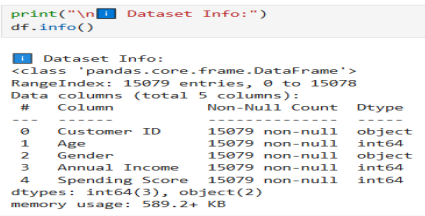 print("\nℹ️ Dataset Info:")
df.info()
ℹ️ Dataset Info:
<class 'pandas.core.frame.DataFrame'>
RangeIndex: 15079 entries, 0 to 15078
Data columns (total 5 columns):
 #   Column          Non-Null Count  Dtype
---  ------          --------------  -----
 0   Customer ID     15079 non-null  object
 1   Age             15079 non-null  int64
 2   Gender          15079 non-null  object
 3   Annual Income   15079 non-null  int64
 4   Spending Score  15079 non-null  int64
dtypes: int64(3), object(2)
memory usage: 589.2+ KB